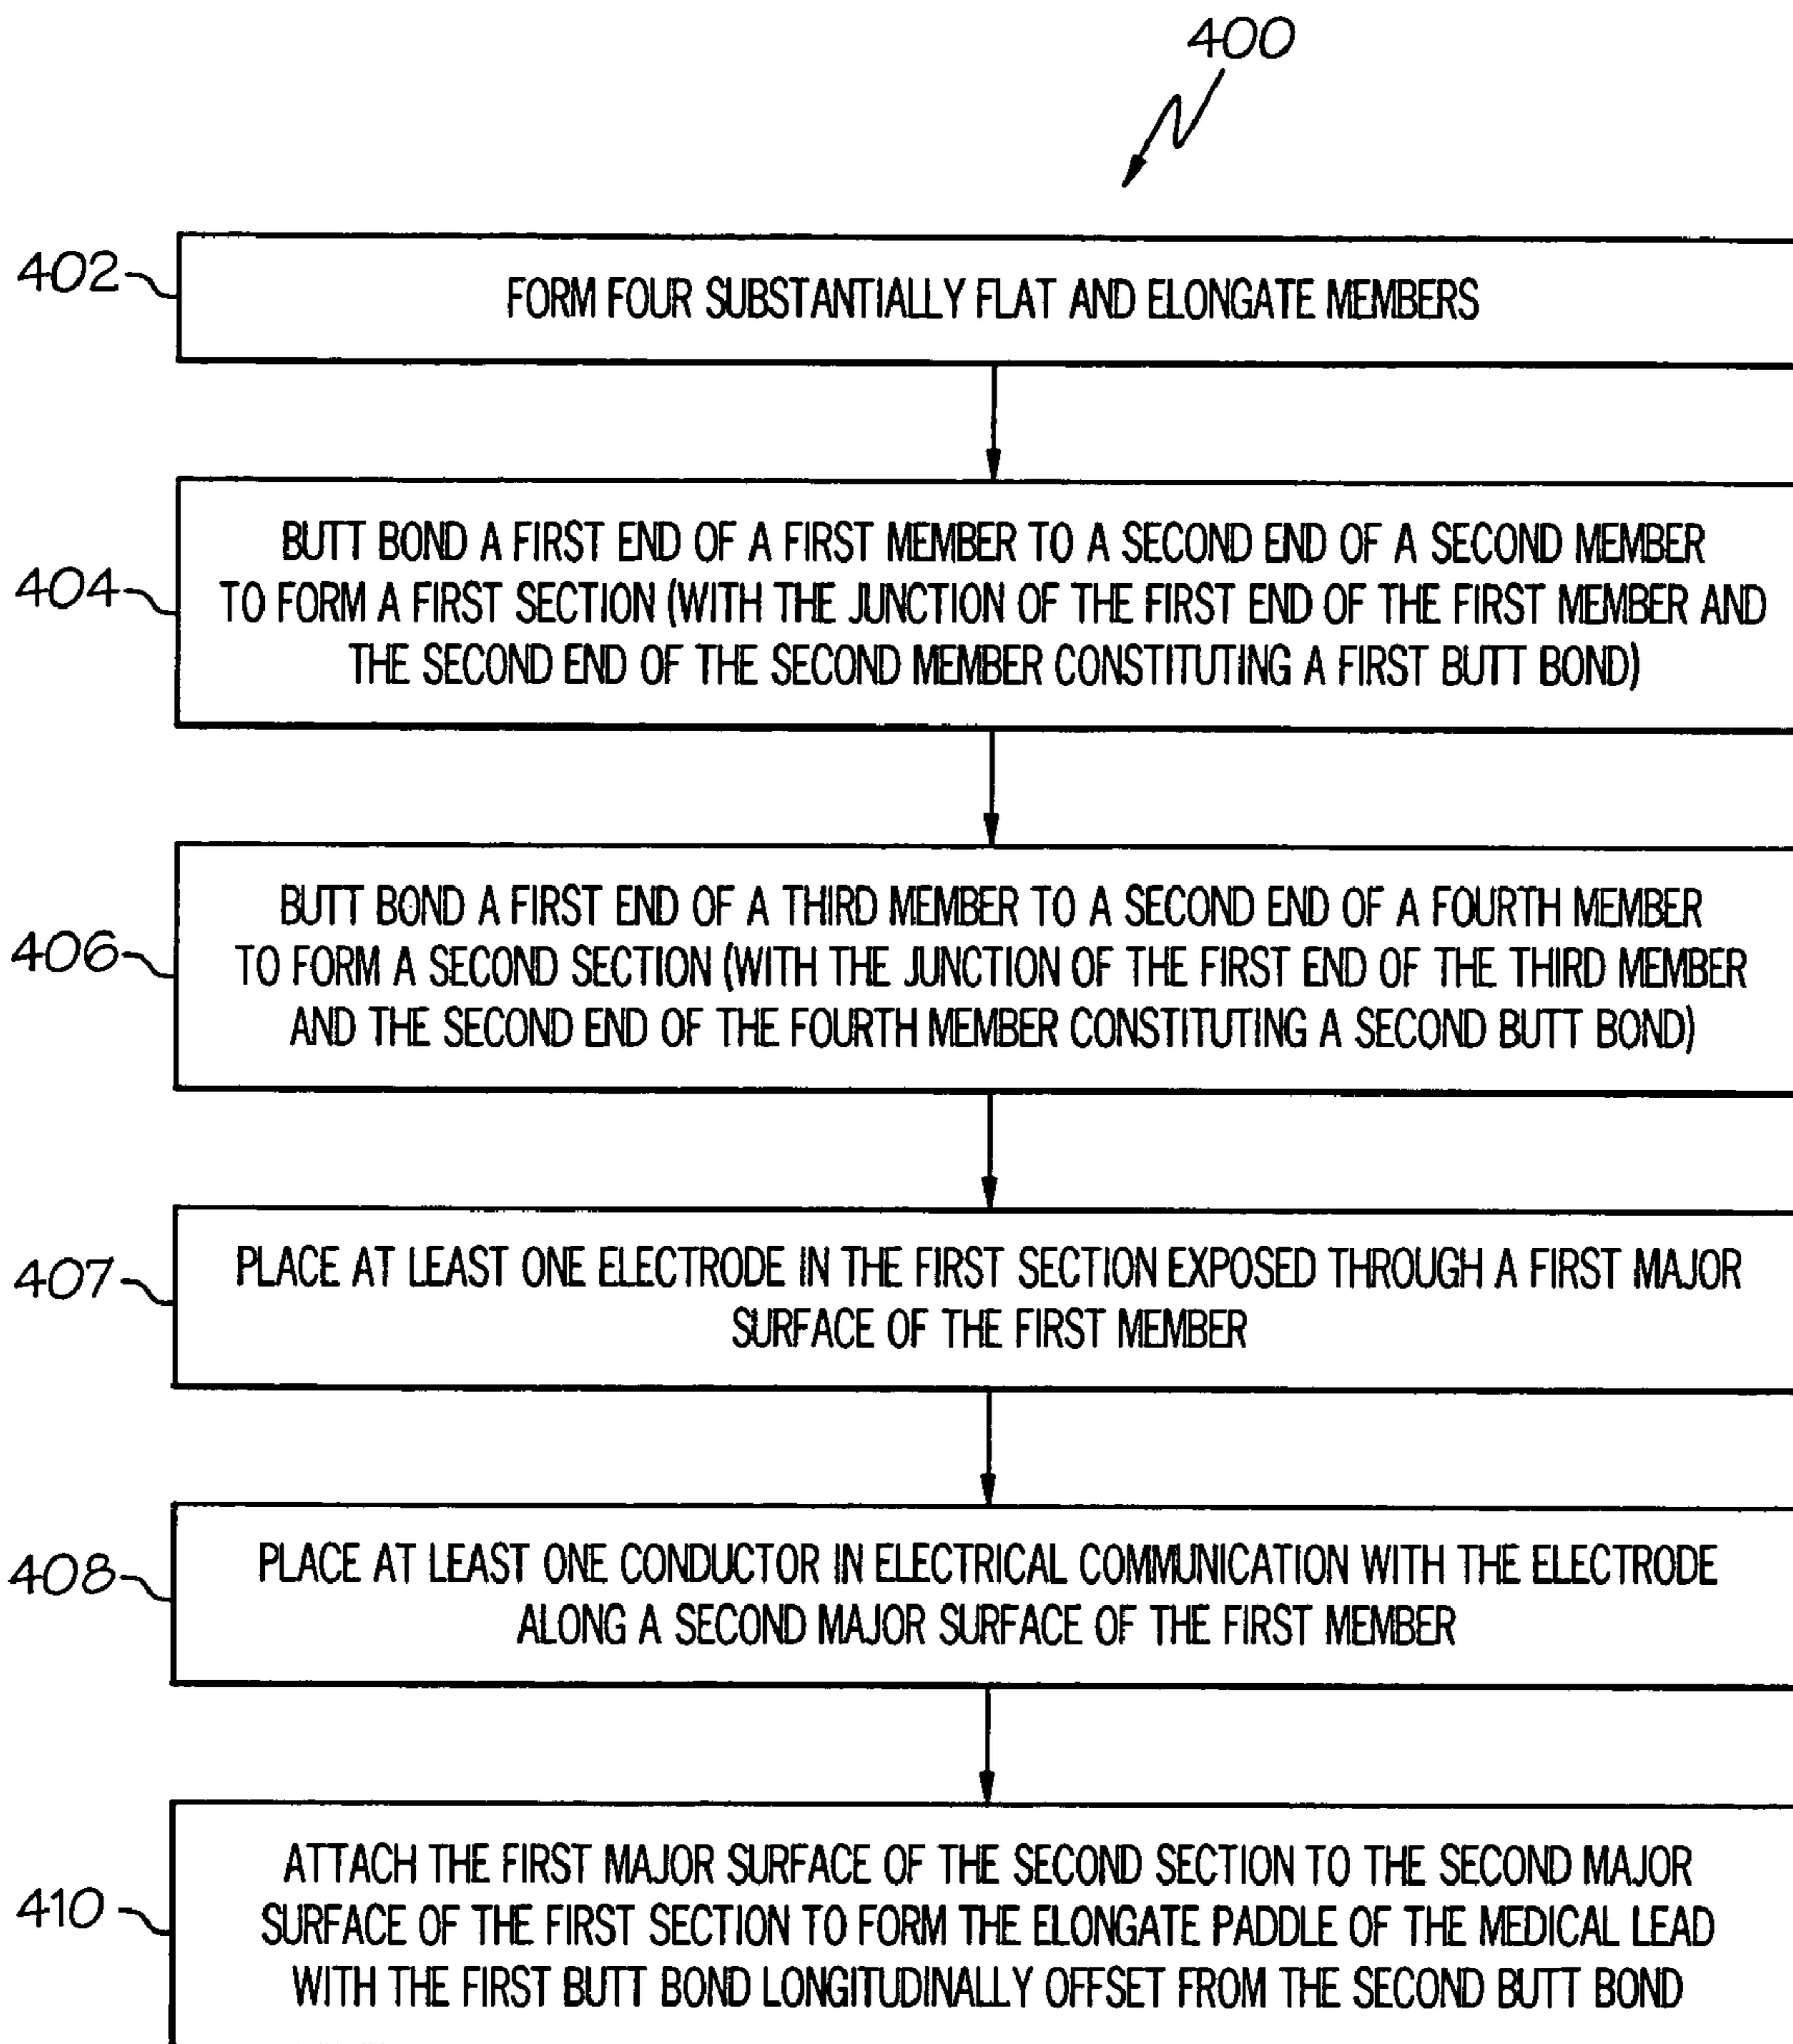 400
402
FORM FOUR SUBSTANTIALLY FLAT AND ELONGATE MEMBERS
404
BUTT BOND A FIRST END OF A FIRST MEMBER TO A SECOND END OF A SECOND MEMBER
TO FORM A FIRST SECTION (WITH THE JUNCTION OF THE FIRST END OF THE FIRST MEMBER AND
THE SECOND END OF THE SECOND MEMBER CONSTITUTING A FIRST BUTT BOND)
406
BUTT BOND A FIRST END OF A THIRD MEMBER TO A SECOND END OF A FOURTH MEMBER
TO FORM A SECOND SECTION (WITH THE JUNCTION OF THE FIRST END OF THE THIRD MEMBER
AND THE SECOND END OF THE FOURTH MEMBER CONSTITUTING A SECOND BUTT BOND)
407
PLACE AT LEAST ONE ELECTRODE IN THE FIRST SECTION EXPOSED THROUGH A FIRST MAJOR
SURFACE OF THE FIRST MEMBER
408
PLACE AT LEAST ONE CONDUCTOR IN ELECTRICAL COMMUNICATION WITH THE ELECTRODE
ALONG A SECOND MAJOR SURFACE OF THE FIRST MEMBER
410
ATTACH THE FIRST MAJOR SURFACE OF THE SECOND SECTION TO THE SECOND MAJOR
SURFACE OF THE FIRST SECTION TO FORM THE ELONGATE PADDLE OF THE MEDICAL LEAD
WITH THE FIRST BUTT BOND LONGITUDINALLY OFFSET FROM THE SECOND BUTT BOND